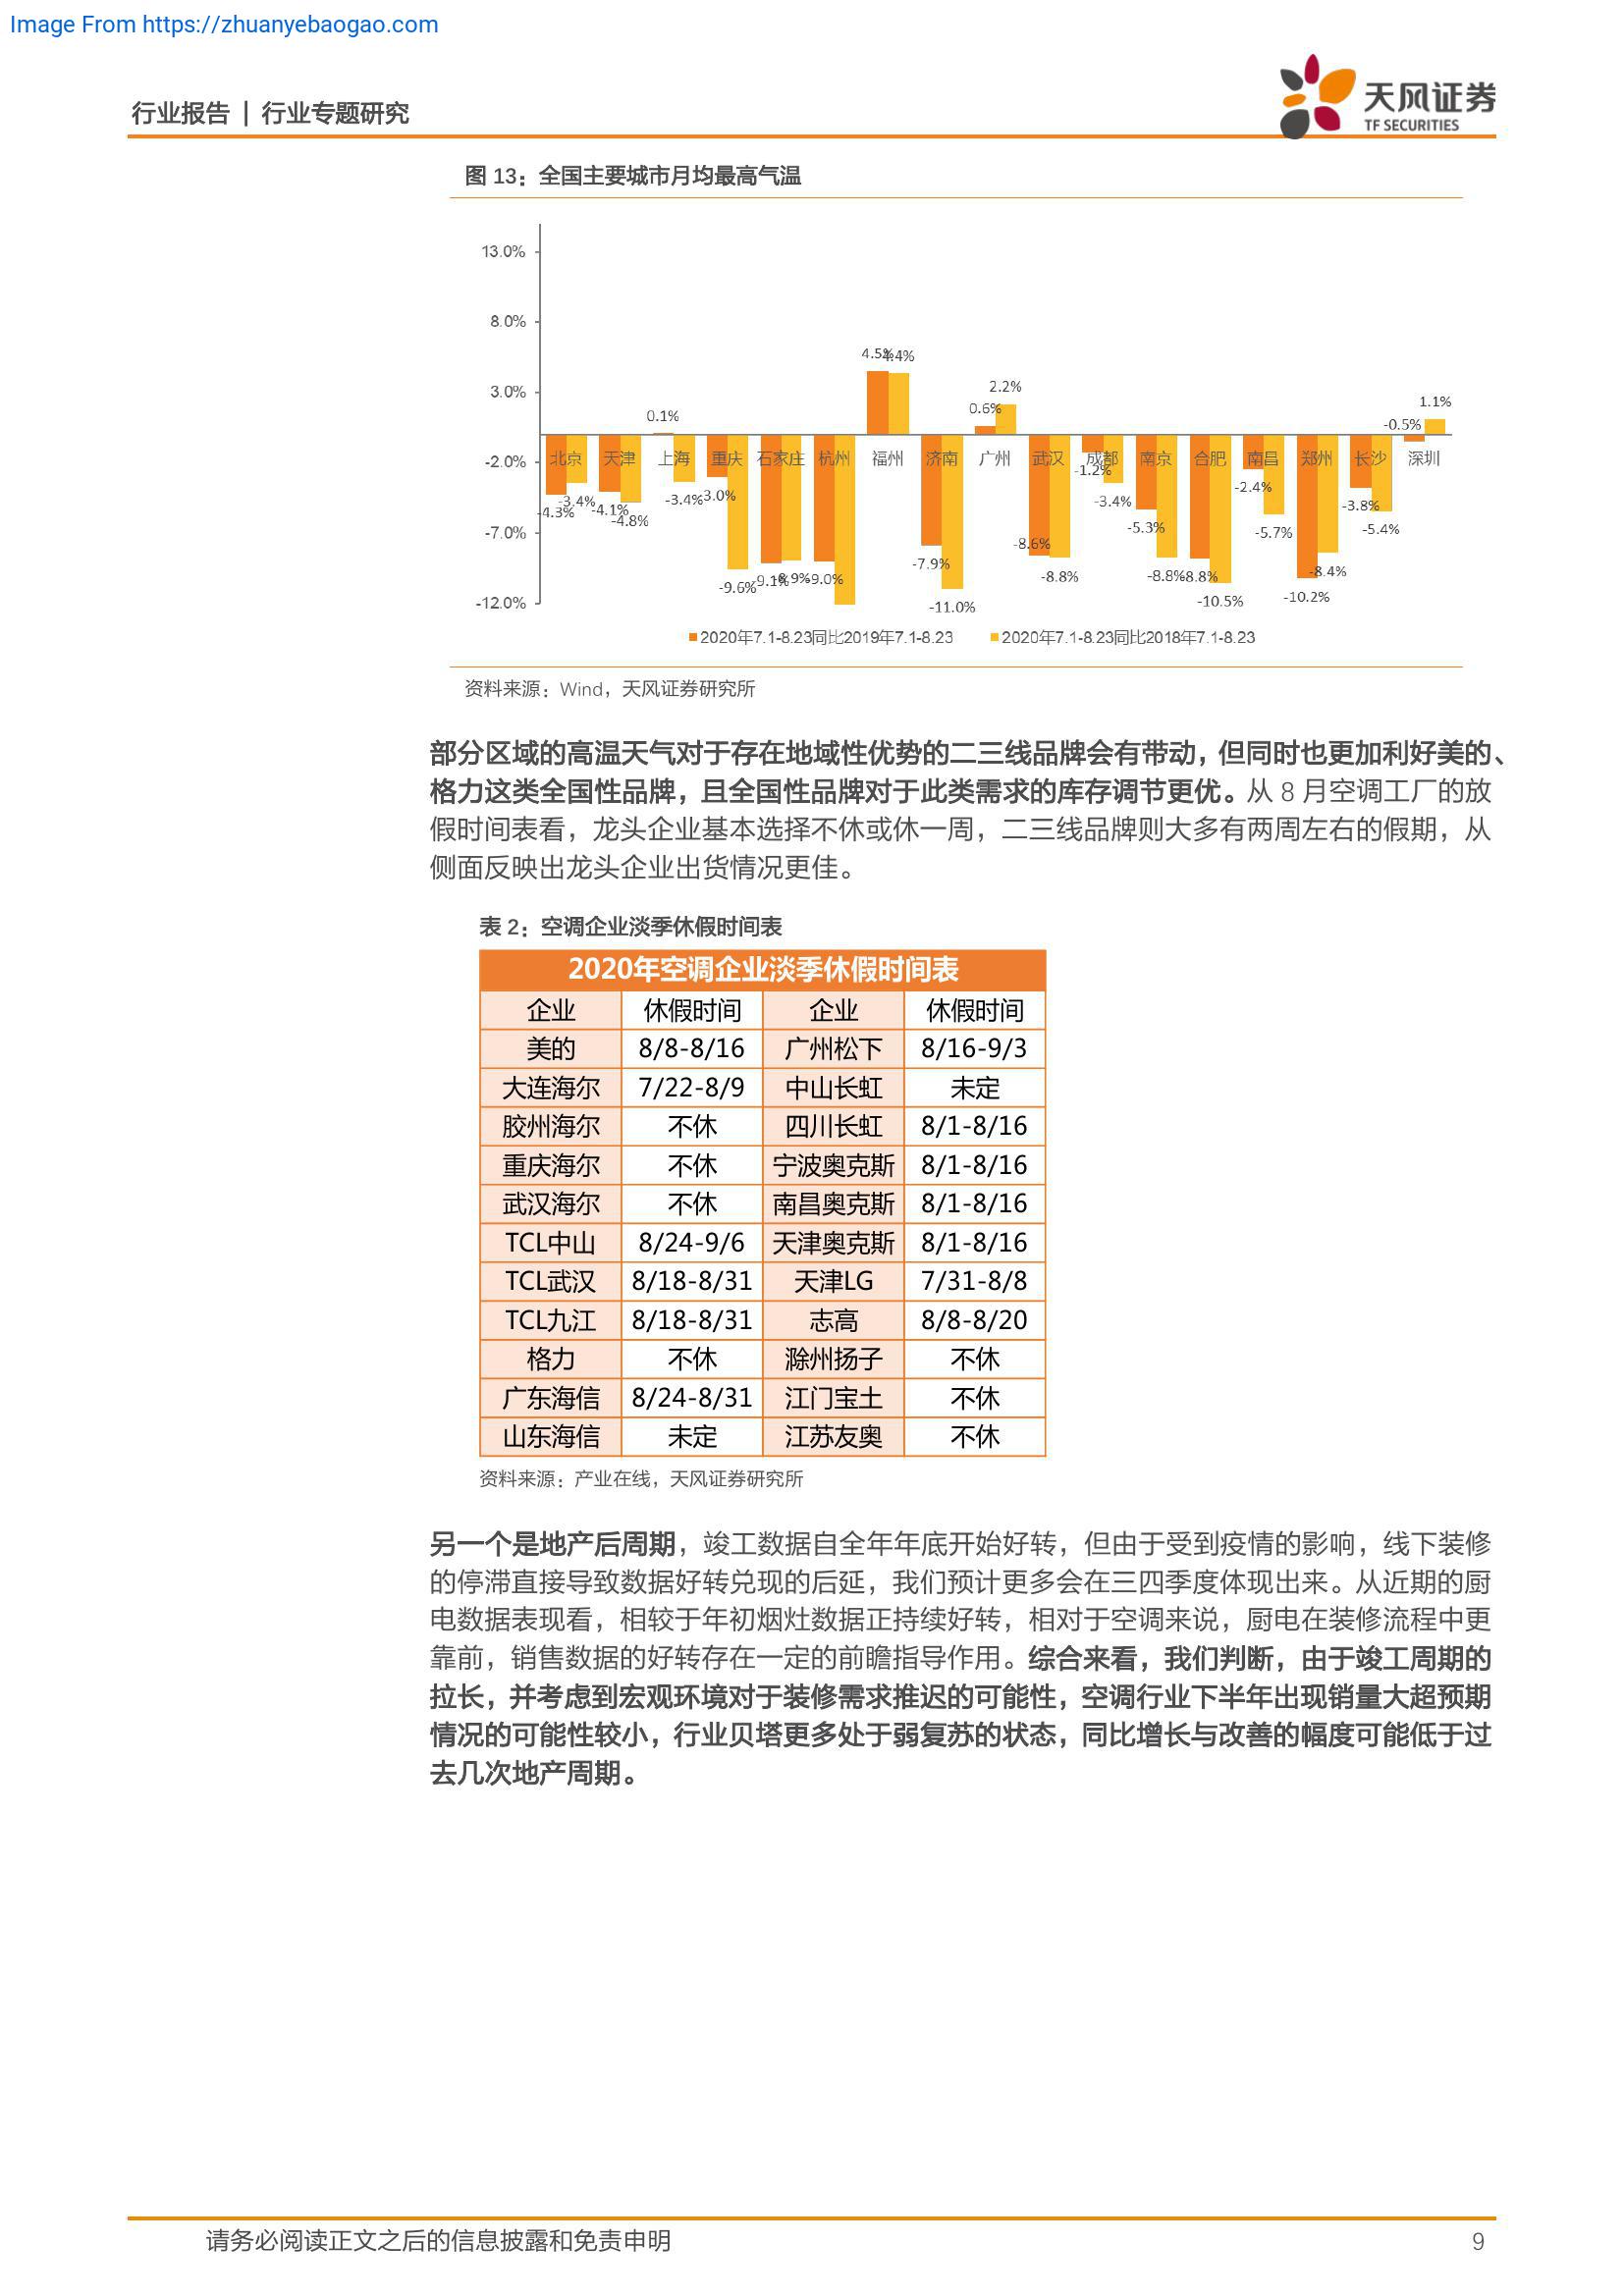 Image From https://zhuanyebaogao.com
行业报告 | 行业专题研究
天风证券
TF SECURITIES
图 13：全国主要城市月均最高气温
13.0%
8.0%
3.0%
-2.0%
-7.0%
-12.0%
4.5% 4.4%
0.1%
0.6%
2.2%
-0.5%
1.1%
北京 天津 上海 重庆 石家庄 杭州 福州 济南 广州 武汉 成都 南京 合肥 南昌 郑州 长沙 深圳
-4.3% -3.4% -4.1% -4.8% -3.4% -3.0% -9.6% -9.1% -8.9% -9.0% -7.9% -11.0% -8.6% -8.8% -1.2% -3.4% -5.3% -8.8% -8.8% -10.5% -2.4% -5.7% -10.2% -8.4% -3.8% -5.4%
2020年7.1-8.23同比2019年7.1-8.23 2020年7.1-8.23同比2018年7.1-8.23
资料来源：Wind，天风证券研究所
部分区域的高温天气对于存在地域性优势的二三线品牌会有带动，但同时也更加利好美的、
格力这类全国性品牌，且全国性品牌对于此类需求的库存调节更优。从 8 月空调工厂的放
假时间表看，龙头企业基本选择不休或休一周，二三线品牌则大多有两周左右的假期，从
侧面反映出龙头企业出货情况更佳。
表 2：空调企业淡季休假时间表
2020年空调企业淡季休假时间表
企业 休假时间 企业 休假时间
美的 8/8-8/16 广州松下 8/16-9/3
大连海尔 7/22-8/9 中山长虹 未定
胶州海尔 不休 四川长虹 8/1-8/16
重庆海尔 不休 宁波奥克斯 8/1-8/16
武汉海尔 不休 南昌奥克斯 8/1-8/16
TCL中山 8/24-9/6 天津奥克斯 8/1-8/16
TCL武汉 8/18-8/31 天津LG 7/31-8/8
TCL九江 8/18-8/31 志高 8/8-8/20
格力 不休 滁州扬子 不休
广东海信 8/24-8/31 江门宝土 不休
山东海信 未定 江苏友奥 不休
资料来源：产业在线，天风证券研究所
另一个是地产后周期，竣工数据自全年年底开始好转，但由于受到疫情的影响，线下装修
的停滞直接导致数据好转兑现的后延，我们预计更多会在三四季度体现出来。从近期的厨
电数据表现看，相较于年初烟灶数据正持续好转，相对于空调来说，厨电在装修流程中更
靠前，销售数据的好转存在一定的前瞻指导作用。综合来看，我们判断，由于竣工周期的
拉长，并考虑到宏观环境对于装修需求推迟的可能性，空调行业下半年出现销量大超预期
情况的可能性较小，行业贝塔更多处于弱复苏的状态，同比增长与改善的幅度可能低于过
去几次地产周期。
请务必阅读正文之后的信息披露和免责申明 9